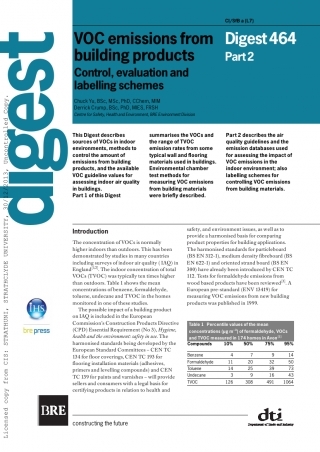 CI/SfB a (L7)
digest
VOC emissions from
building products
Control, evaluation and
labelling schemes
Chuck Yu, BSc, MSc, PhD, CChem, MIM
Derrick Crump, BSc, PhD, MIES, FRSH
Centre for Safety, Health and Environment, BRE Environment Division
Digest 464
Part 2
This Digest describes
sources of VOCs in indoor
environments, methods to
control the amount of
emissions from building
products, and the available
VOC guideline values for
assessing indoor air quality
in buildings.
Part 1 of this Digest
summarises the VOCs and
the range of TVOC
emission rates from some
typical wall and flooring
materials used in buildings.
Environmental chamber
test methods for
measuring VOC emissions
from building materials
were briefly described.
Part 2 describes the air
quality guidelines and the
emission databases used
for assessing the impact of
VOC emissions in the
indoor environment; also
labelling schemes for
controlling VOC emissions
from building materials.
Introduction
The concentration of VOCs is normally
higher indoors than outdoors. This has been
demonstrated by studies in many countries
including surveys of indoor air quality (IAQ) in
England. The indoor concentration of total
VOCs (TVOC) was typically ten times higher
than outdoors. Table 1 shows the mean
concentrations of benzene, formaldehyde,
toluene, undecane and TVOC in the homes
monitored in one of these studies.
The possible impact of a building product
on IAQ is included in the European
Commission's Construction Products Directive
(CPD) Essential Requirement (No 3), Hygiene,
health and the environment: safety in use. The
harmonised standards being developed by the
European Standard Committees – CEN TC
134 for floor coverings, CEN TC 193 for
flooring installation materials (adhesives,
primers and levelling compounds) and CEN
TC 139 for paints and varnishes – will provide
sellers and consumers with a legal basis for
certifying products in relation to health and
safety, and environment issues, as well as to
provide a harmonised basis for comparing
product properties for building applications.
The harmonised standards for particleboard
(BS EN 312-1), medium density fibreboard (BS
EN 622-1) and oriented strand board (BS EN
300) have already been introduced by CEN TC
112. Tests for formaldehyde emissions from
wood based products have been reviewed. A
European pre-standard (ENV 13419) for
measuring VOC emissions from new building
products was published in 1999.
Table 1 Percentile values of the mean
concentrations (µg m⁻³) of formaldehyde, VOCs
and TVOC measured in 174 homes in Avon
Compounds 10% 50% 75% 95%
Benzene 4 7 9 14
Formaldehyde 11 20 32 50
Toluene 14 25 39 73
Undecane 3 9 16 43
TVOC 126 308 491 1064
IHS
bre press
BRE
constructing the future
dti
Department of Trade and Industry
Licensed copy from CIS: STRATHUNI, STRATHCLYDE UNIVERSITY, 30/10/2013, Uncontrolled Copy.